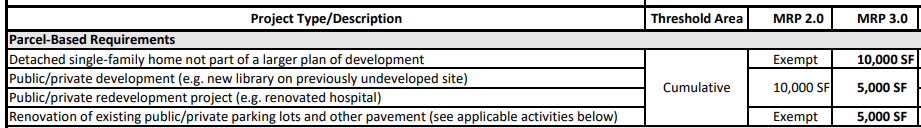 Project Type/Description Threshold Area MRP 2.0 MRP 3.0
Parcel-Based Requirements
Detached single-family home not part of a larger plan of development Exempt 10,000 SF
Public/private development (e.g. new library on previously undeveloped site)
Cumulative 10,000 SF 5,000 SF
Public/private redevelopment project (e.g. renovated hospital)
Renovation of existing public/private parking lots and other pavement (see applicable activities below) Exempt 5,000 SF